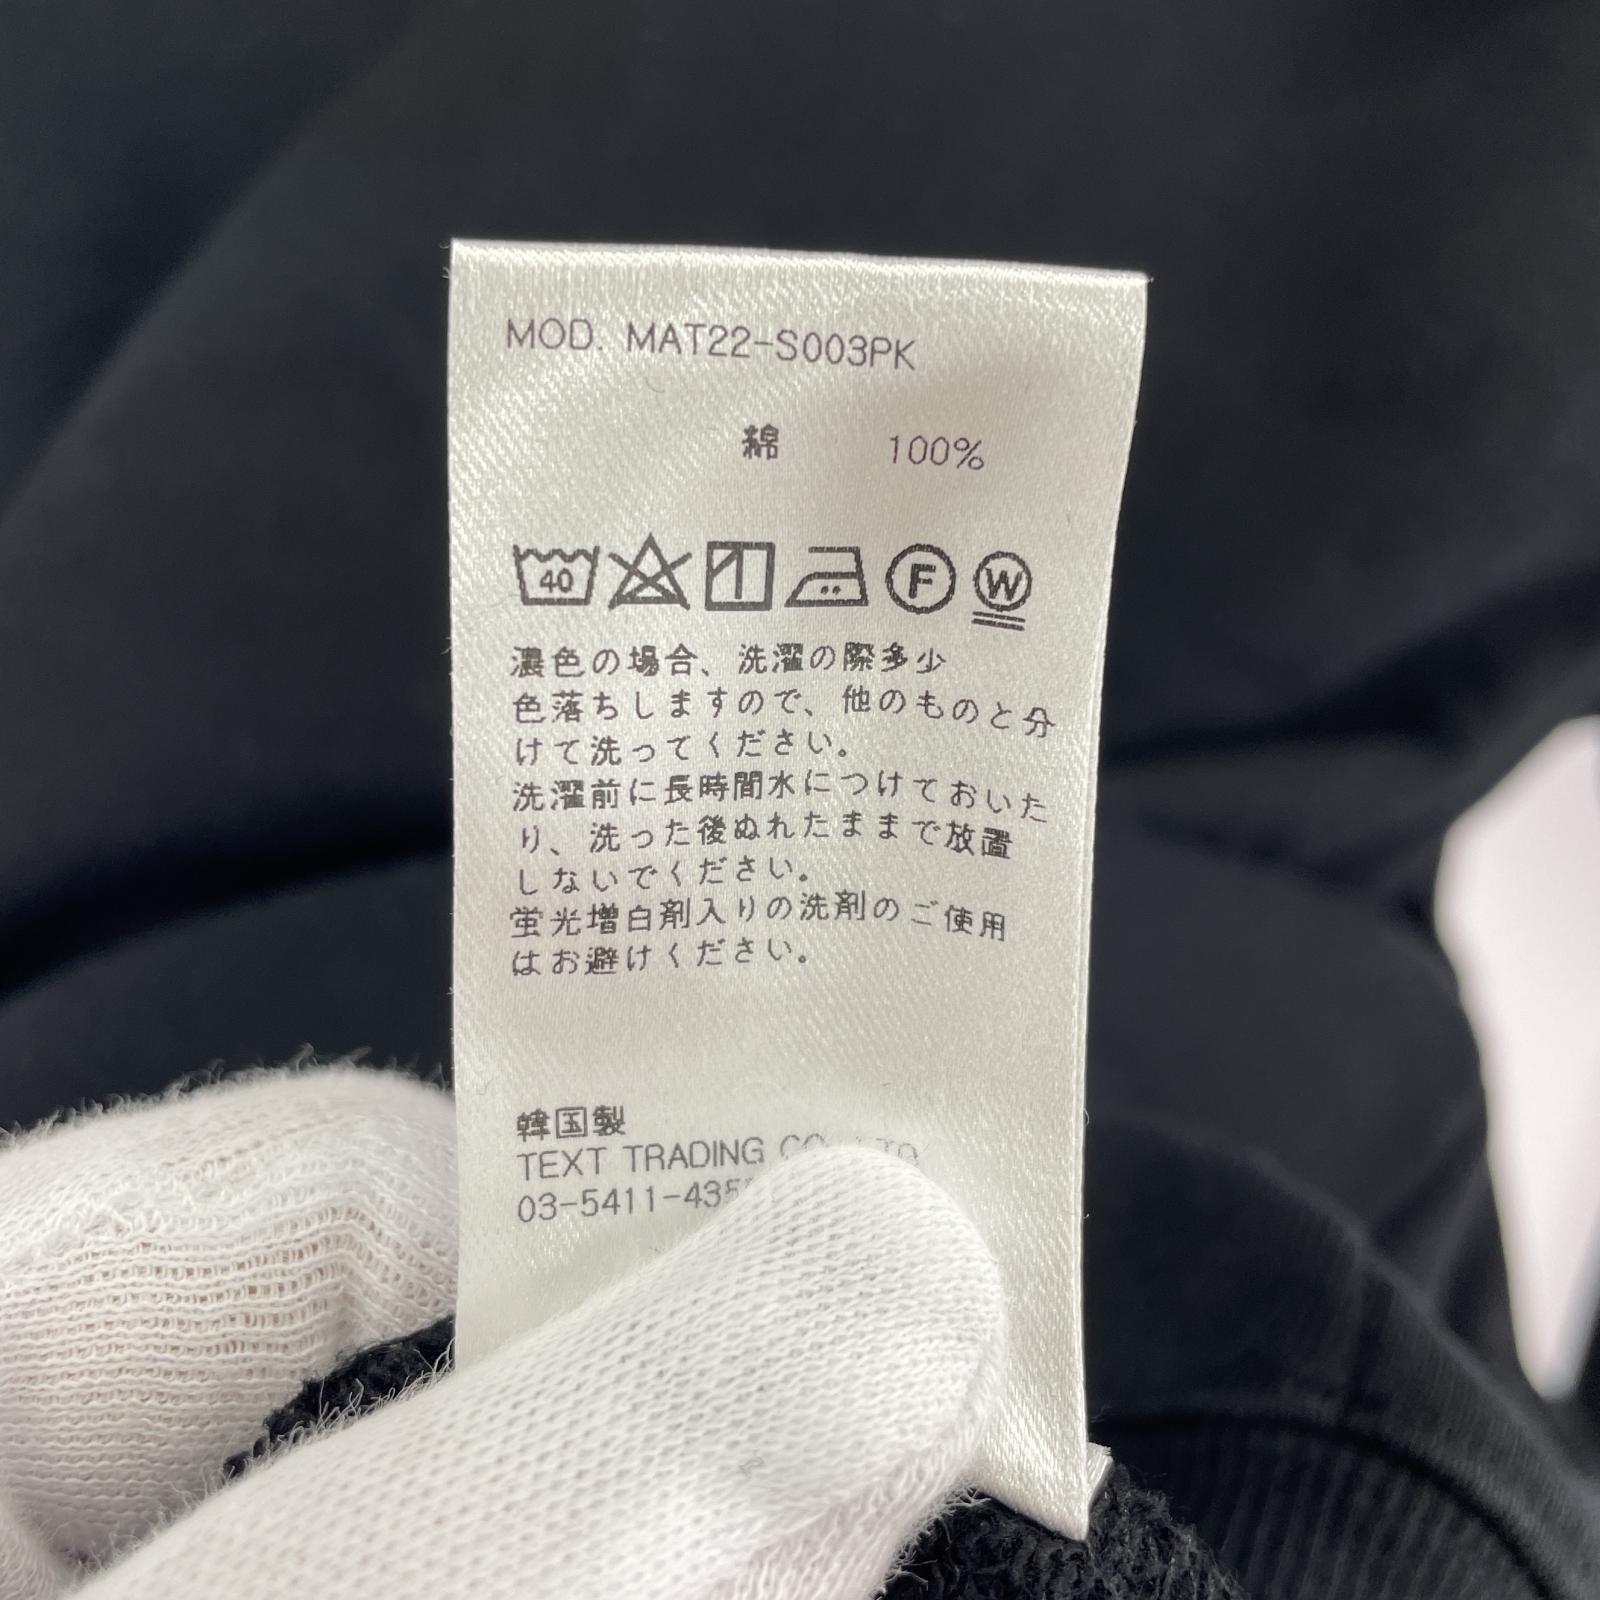 MOD. MAT22-S003PK
綿 100%
40
F W
濃色の場合、洗濯の際多少
色落ちしますので、他のものと分
けて洗ってください。
洗濯前に長時間水につけておいた
り、洗った後ぬれたままで放置
しないでください。
蛍光増白剤入りの洗剤のご使用
はお避けください。
韓国製
TEXT TRADING
03-5411-435